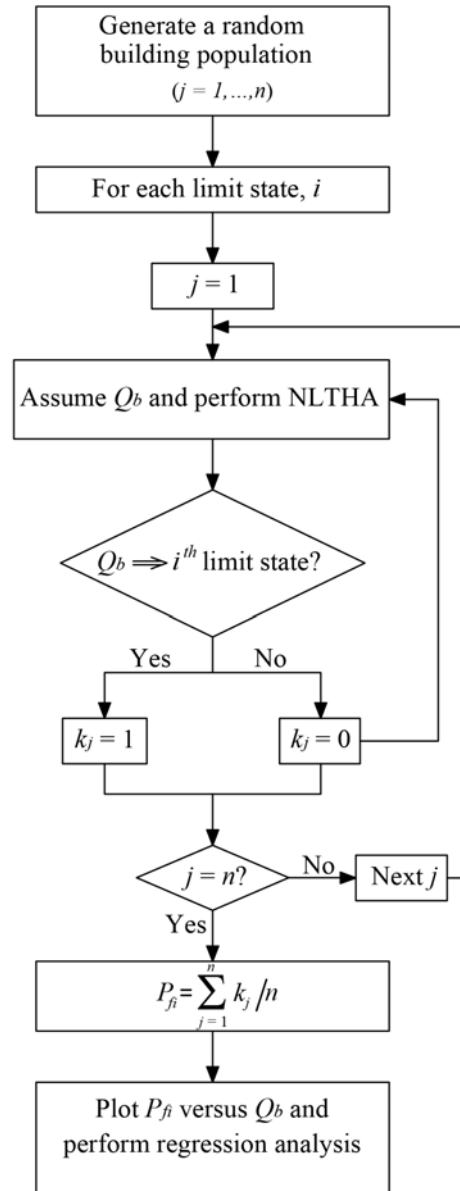 Generate a
random
building population
(j = 1,...,n)
For each limit state, i
j = 1
Assume Qb and perform NLTHA
Qb ⟹ i^th limit state?
Yes
No
kj = 1
kj = 0
j = n?
No
Next j
Yes
Pfi = ∑_{j = 1}^{n} kj /n
Plot Pfi versus Qb and
perform regression analysis